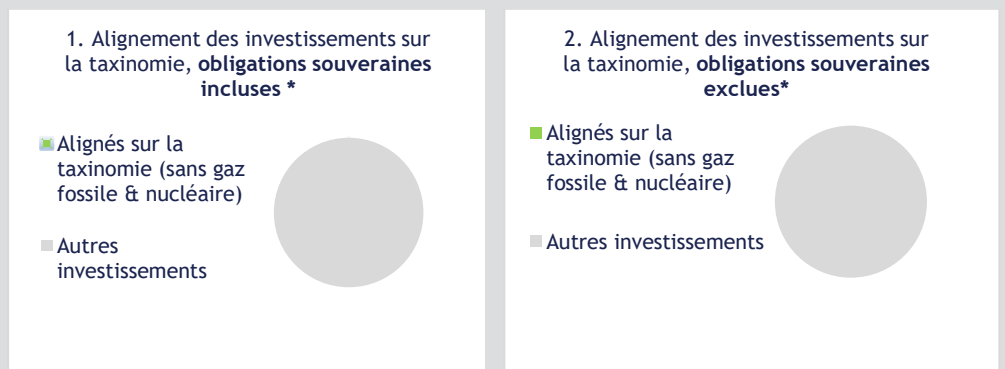 1. Alignement des investissements sur
la taxinomie, obligations souveraines
incluses *
Alignés sur la
taxinomie (sans gaz
fossile & nucléaire)
Autres
investissements
2. Alignement des investissements sur
la taxinomie, obligations souveraines
exclues*
Alignés sur la
taxinomie (sans gaz
fossile & nucléaire)
Autres investissements